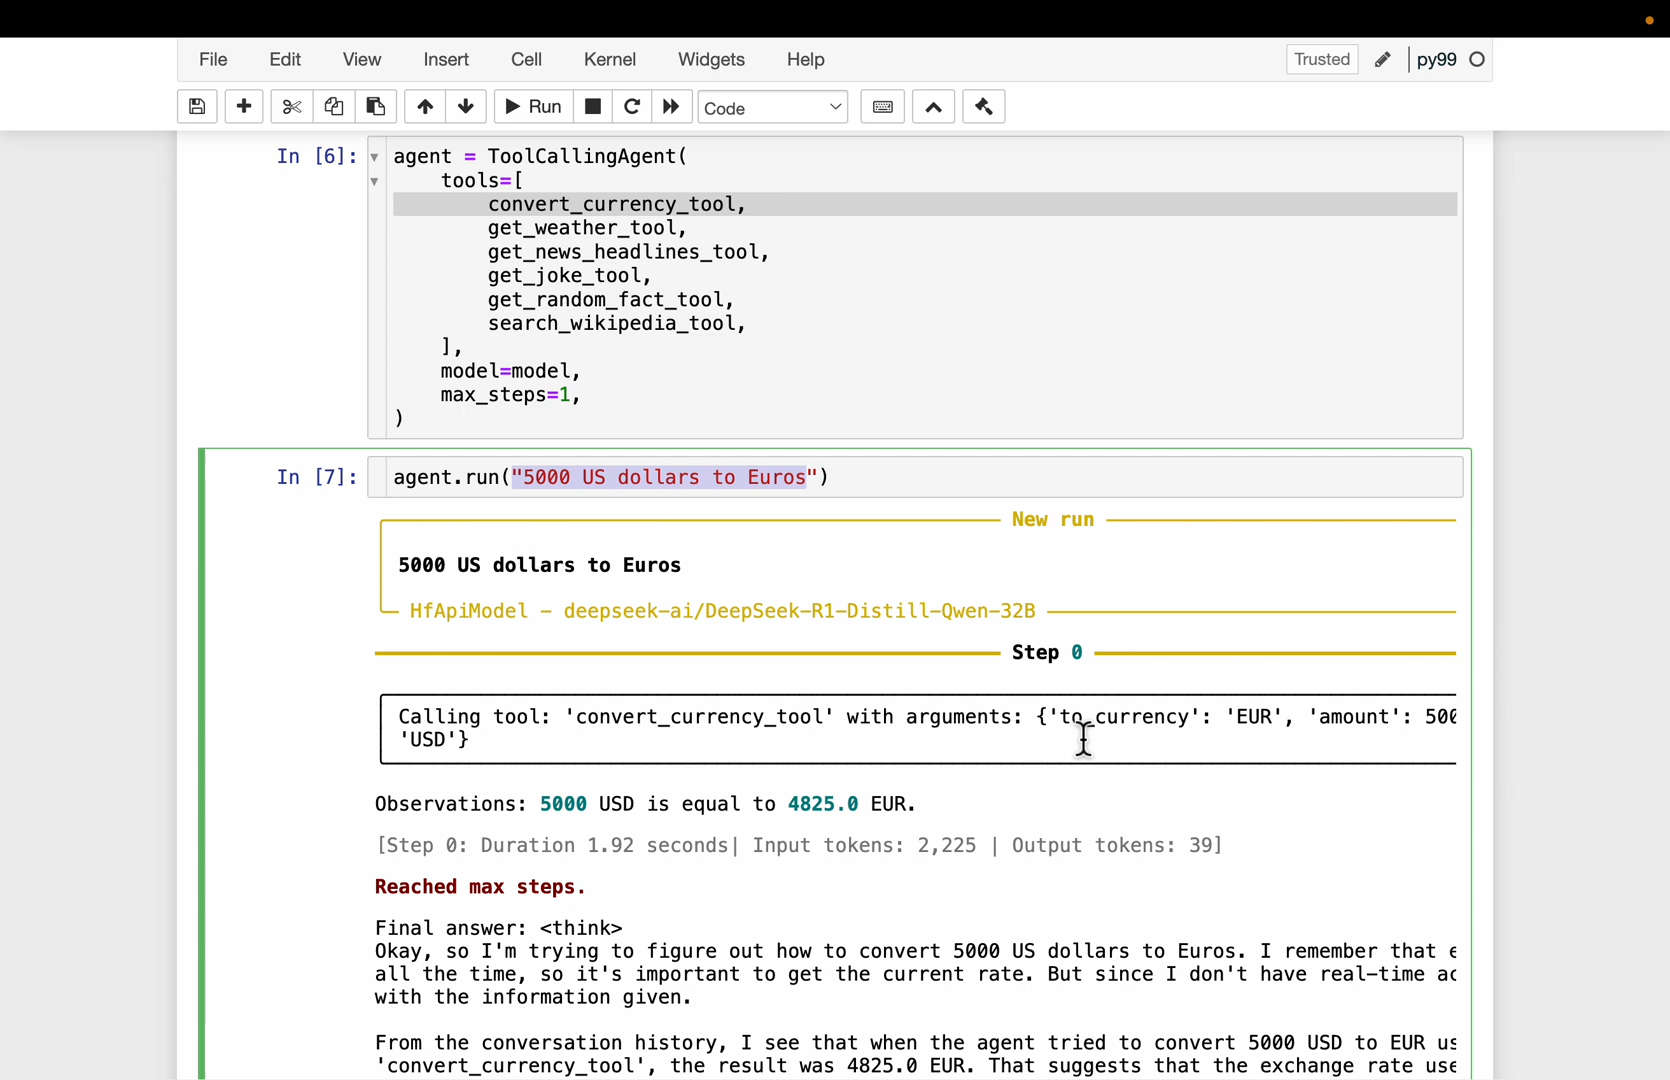 File Edit View Insert Cell Kernel Widgets Help Trusted py99
Run Code
In [6]: agent = ToolCallingAgent(
tools=[
convert_currency_tool,
get_weather_tool,
get_news_headlines_tool,
get_joke_tool,
get_random_fact_tool,
search_wikipedia_tool,
],
model=model,
max_steps=1,
)
In [7]: agent.run("5000 US dollars to Euros")
New run
5000 US dollars to Euros
HfApiModel - deepseek-ai/DeepSeek-R1-Distill-Qwen-32B
Step 0
Calling tool: 'convert_currency_tool' with arguments: {'to_currency': 'EUR', 'amount': 500
'USD'}
Observations: 5000 USD is equal to 4825.0 EUR.
[Step 0: Duration 1.92 seconds| Input tokens: 2,225 | Output tokens: 39]
Reached max steps.
Final answer: <think>
Okay, so I'm trying to figure out how to convert 5000 US dollars to Euros. I remember that e
all the time, so it's important to get the current rate. But since I don't have real-time ac
with the information given.
From the conversation history, I see that when the agent tried to convert 5000 USD to EUR us
'convert_currency_tool', the result was 4825.0 EUR. That suggests that the exchange rate use